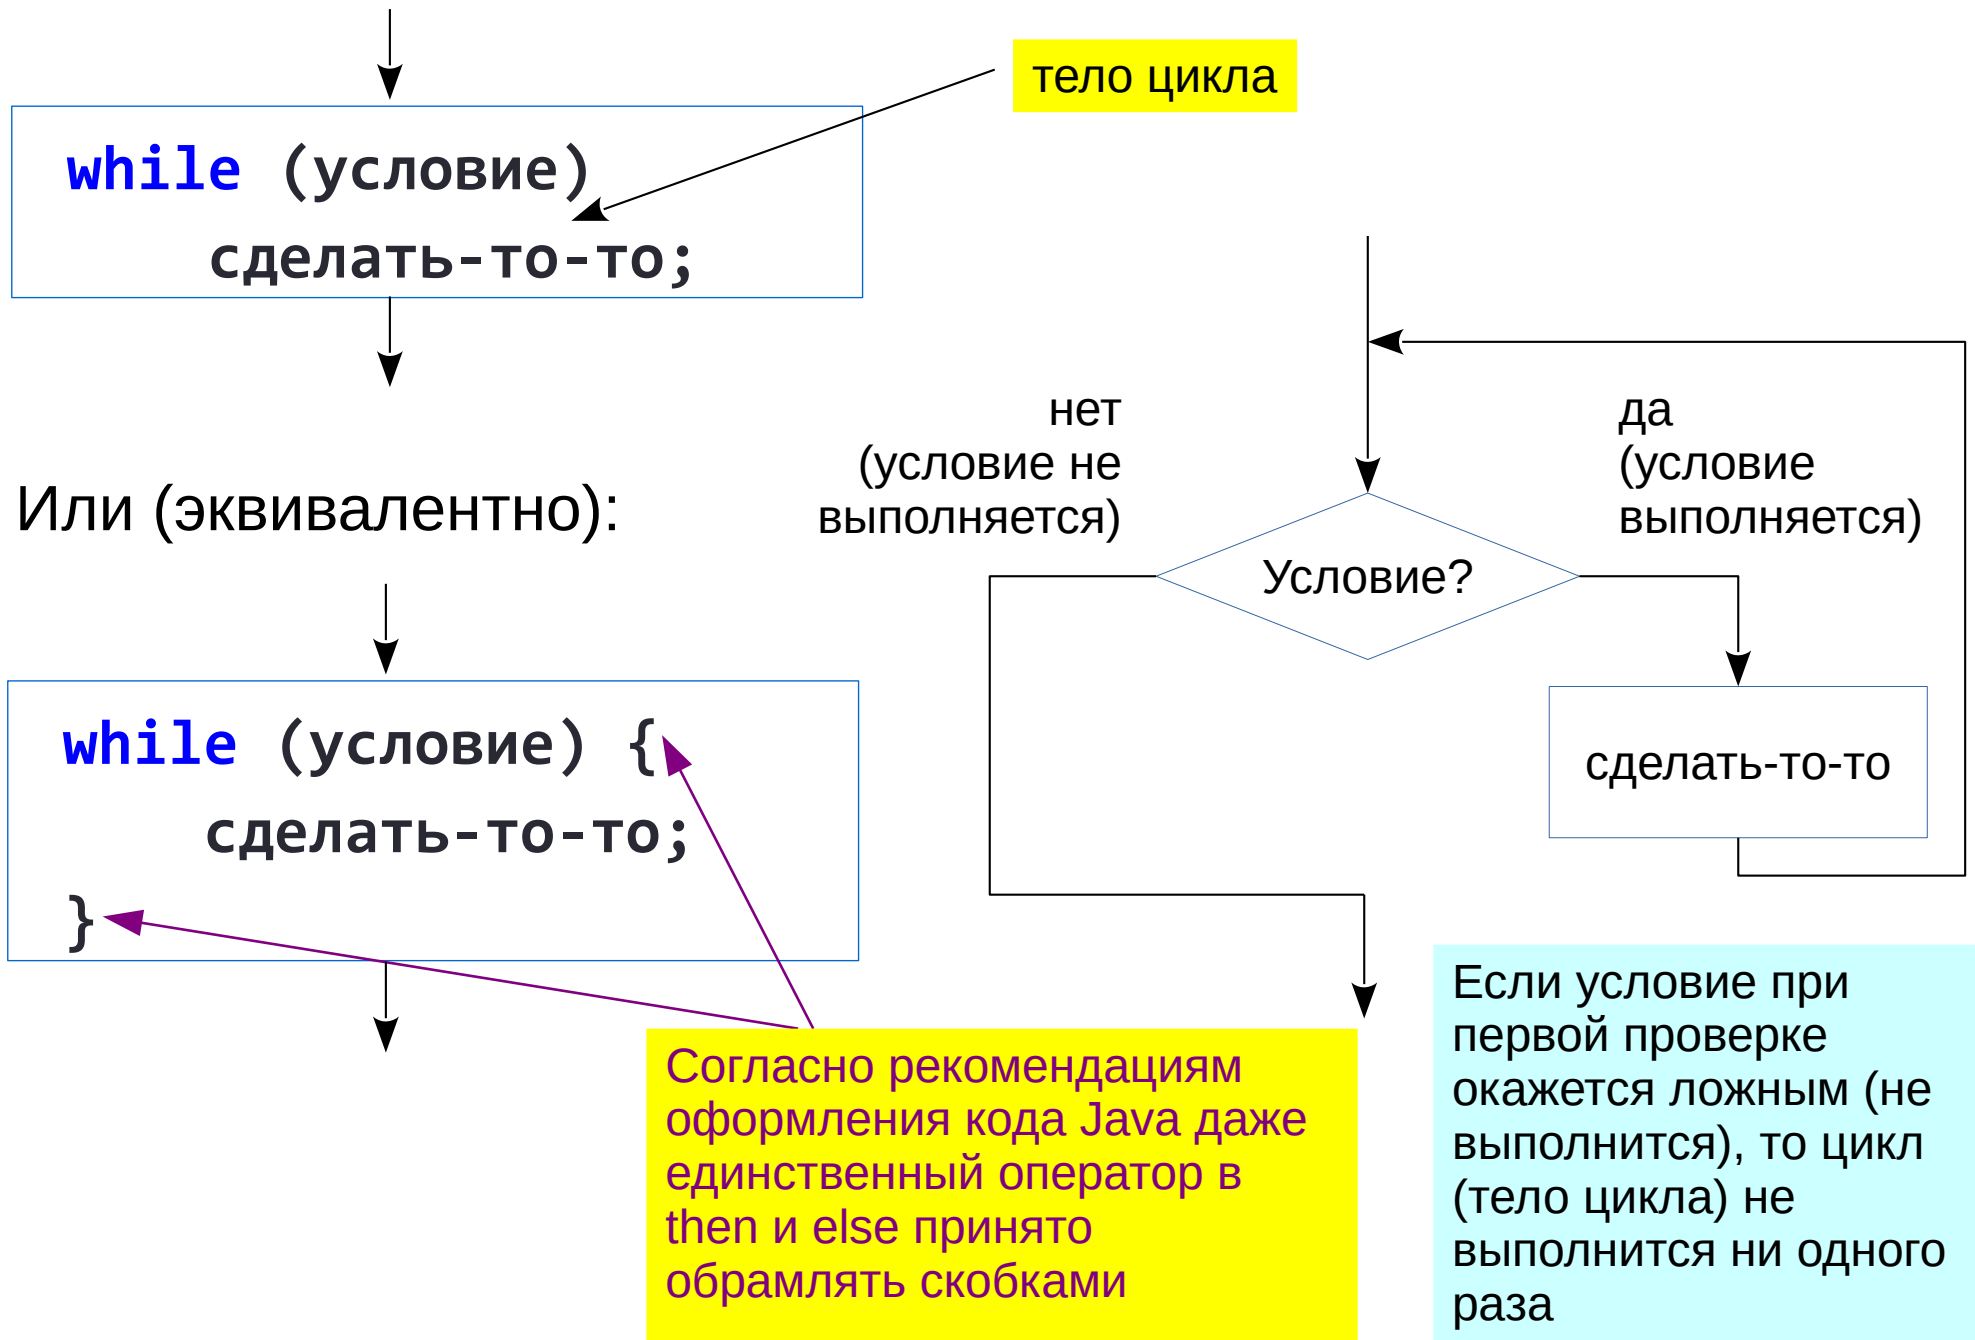 тело цикла
while (условие)
сделать-то-то;
Или (эквивалентно):
while (условие) {
сделать-то-то;
}
Согласно рекомендациям
оформления кода Java даже
единственный оператор в
then и else принято
обрамлять скобками
нет
(условие не
выполняется)
да
(условие
выполняется)
Условие?
сделать-то-то
Если условие при
первой проверке
окажется ложным (не
выполнится), то цикл
(тело цикла) не
выполнится ни одного
раза